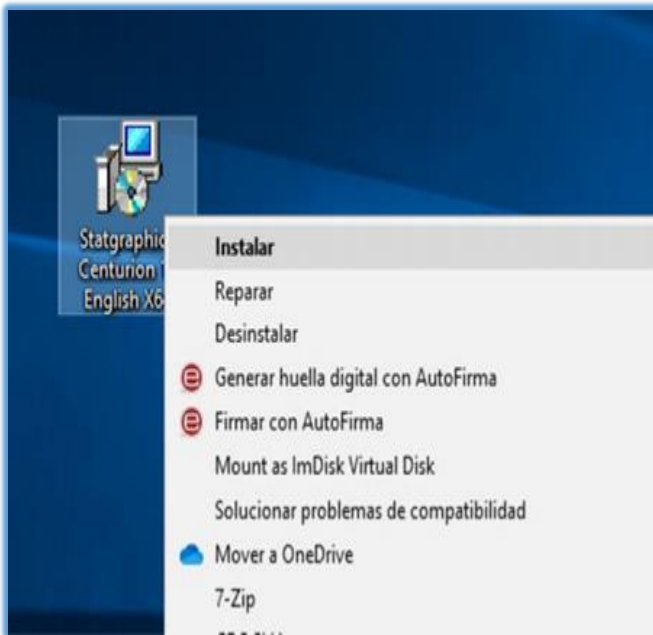 Statgraphic
Centurion
English X6
Instalar
Reparar
Desinstalar
Generar huella digital con AutoFirma
Firmar con AutoFirma
Mount as ImDisk Virtual Disk
Solucionar problemas de compatibilidad
Mover a OneDrive
7-Zip